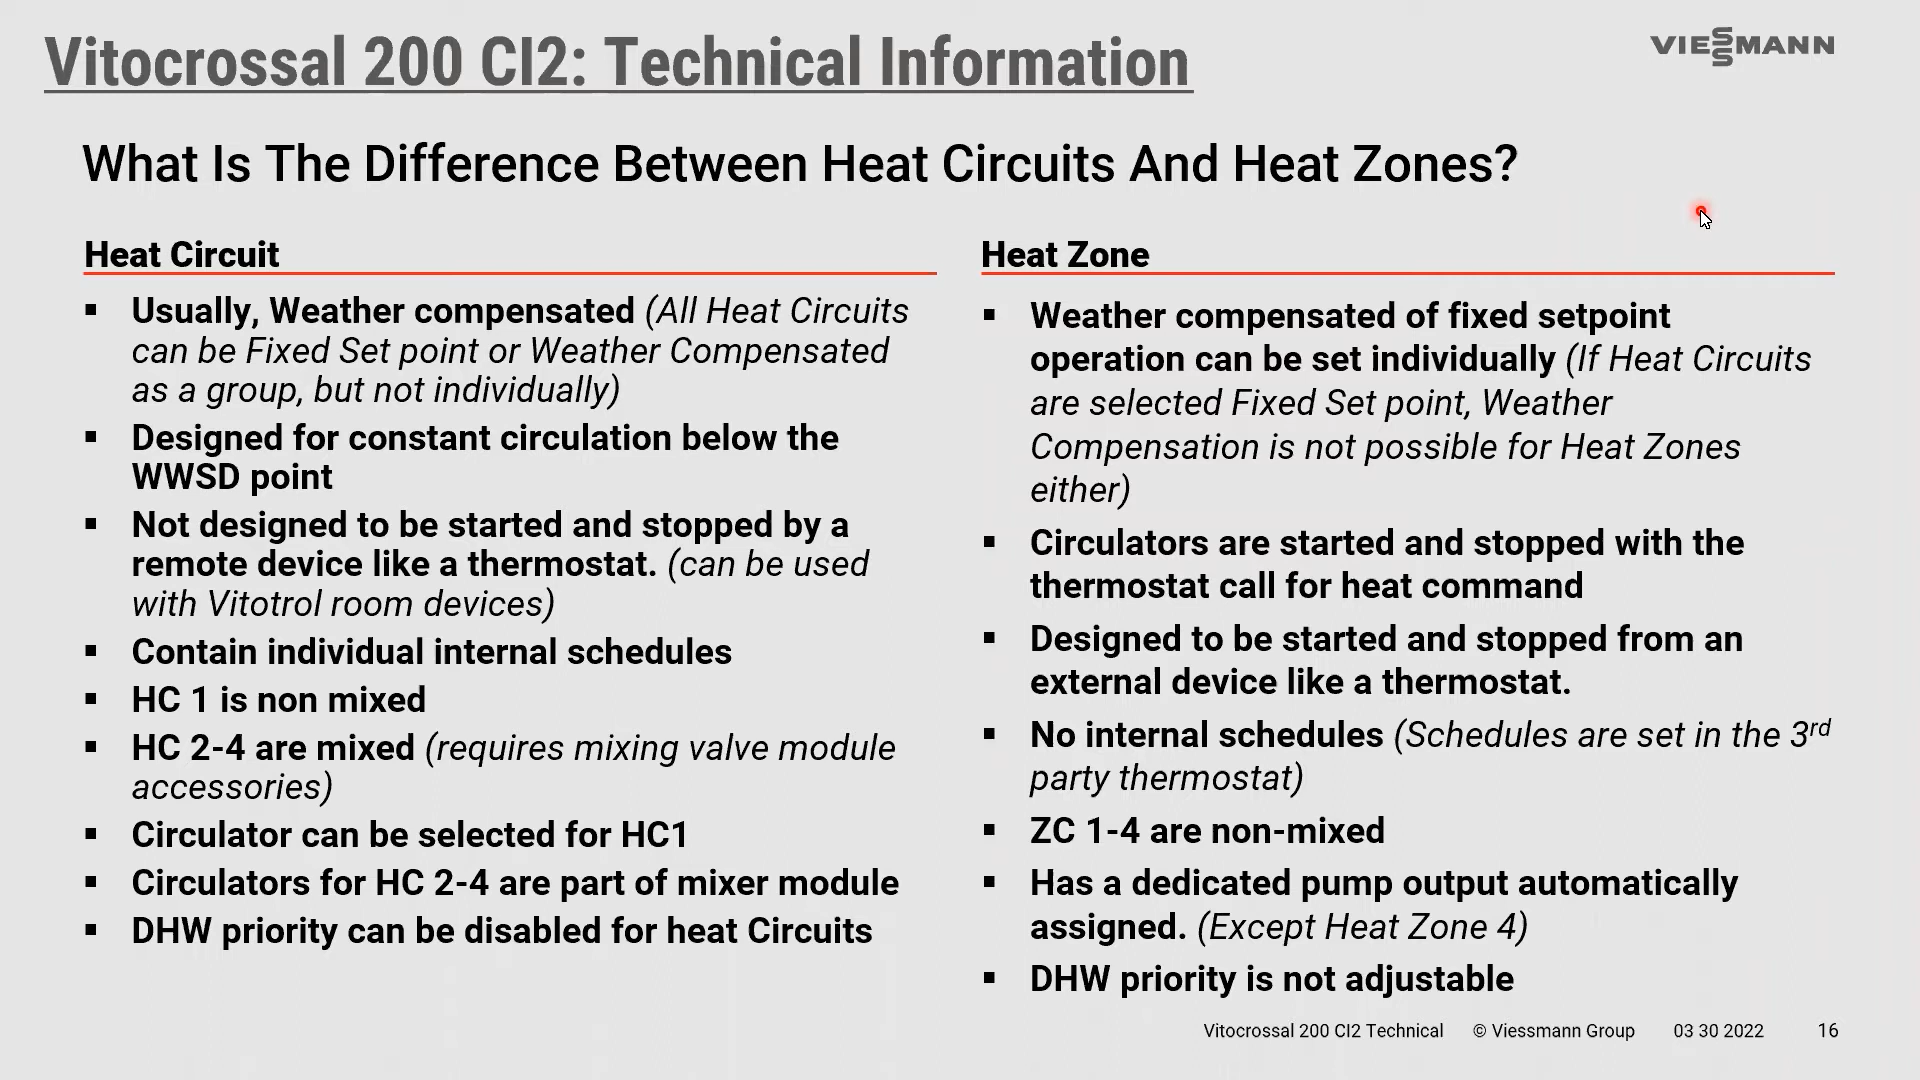 Vitocrossal 200 CI2: Technical Information
VIESSMANN
What Is The Difference Between Heat Circuits And Heat Zones?
Heat Circuit
▪ Usually, Weather compensated (All Heat Circuits
can be Fixed Set point or Weather Compensated
as a group, but not individually)
▪ Designed for constant circulation below the
WWSD point
▪ Not designed to be started and stopped by a
remote device like a thermostat. (can be used
with Vitotrol room devices)
▪ Contain individual internal schedules
▪ HC 1 is non mixed
▪ HC 2-4 are mixed (requires mixing valve module
accessories)
▪ Circulator can be selected for HC1
▪ Circulators for HC 2-4 are part of mixer module
▪ DHW priority can be disabled for heat Circuits
Heat Zone
▪ Weather compensated of fixed setpoint
operation can be set individually (If Heat Circuits
are selected Fixed Set point, Weather
Compensation is not possible for Heat Zones
either)
▪ Circulators are started and stopped with the
thermostat call for heat command
▪ Designed to be started and stopped from an
external device like a thermostat.
▪ No internal schedules (Schedules are set in the 3rd
party thermostat)
▪ ZC 1-4 are non-mixed
▪ Has a dedicated pump output automatically
assigned. (Except Heat Zone 4)
▪ DHW priority is not adjustable
Vitocrossal 200 CI2 Technical © Viessmann Group 03 30 2022 16